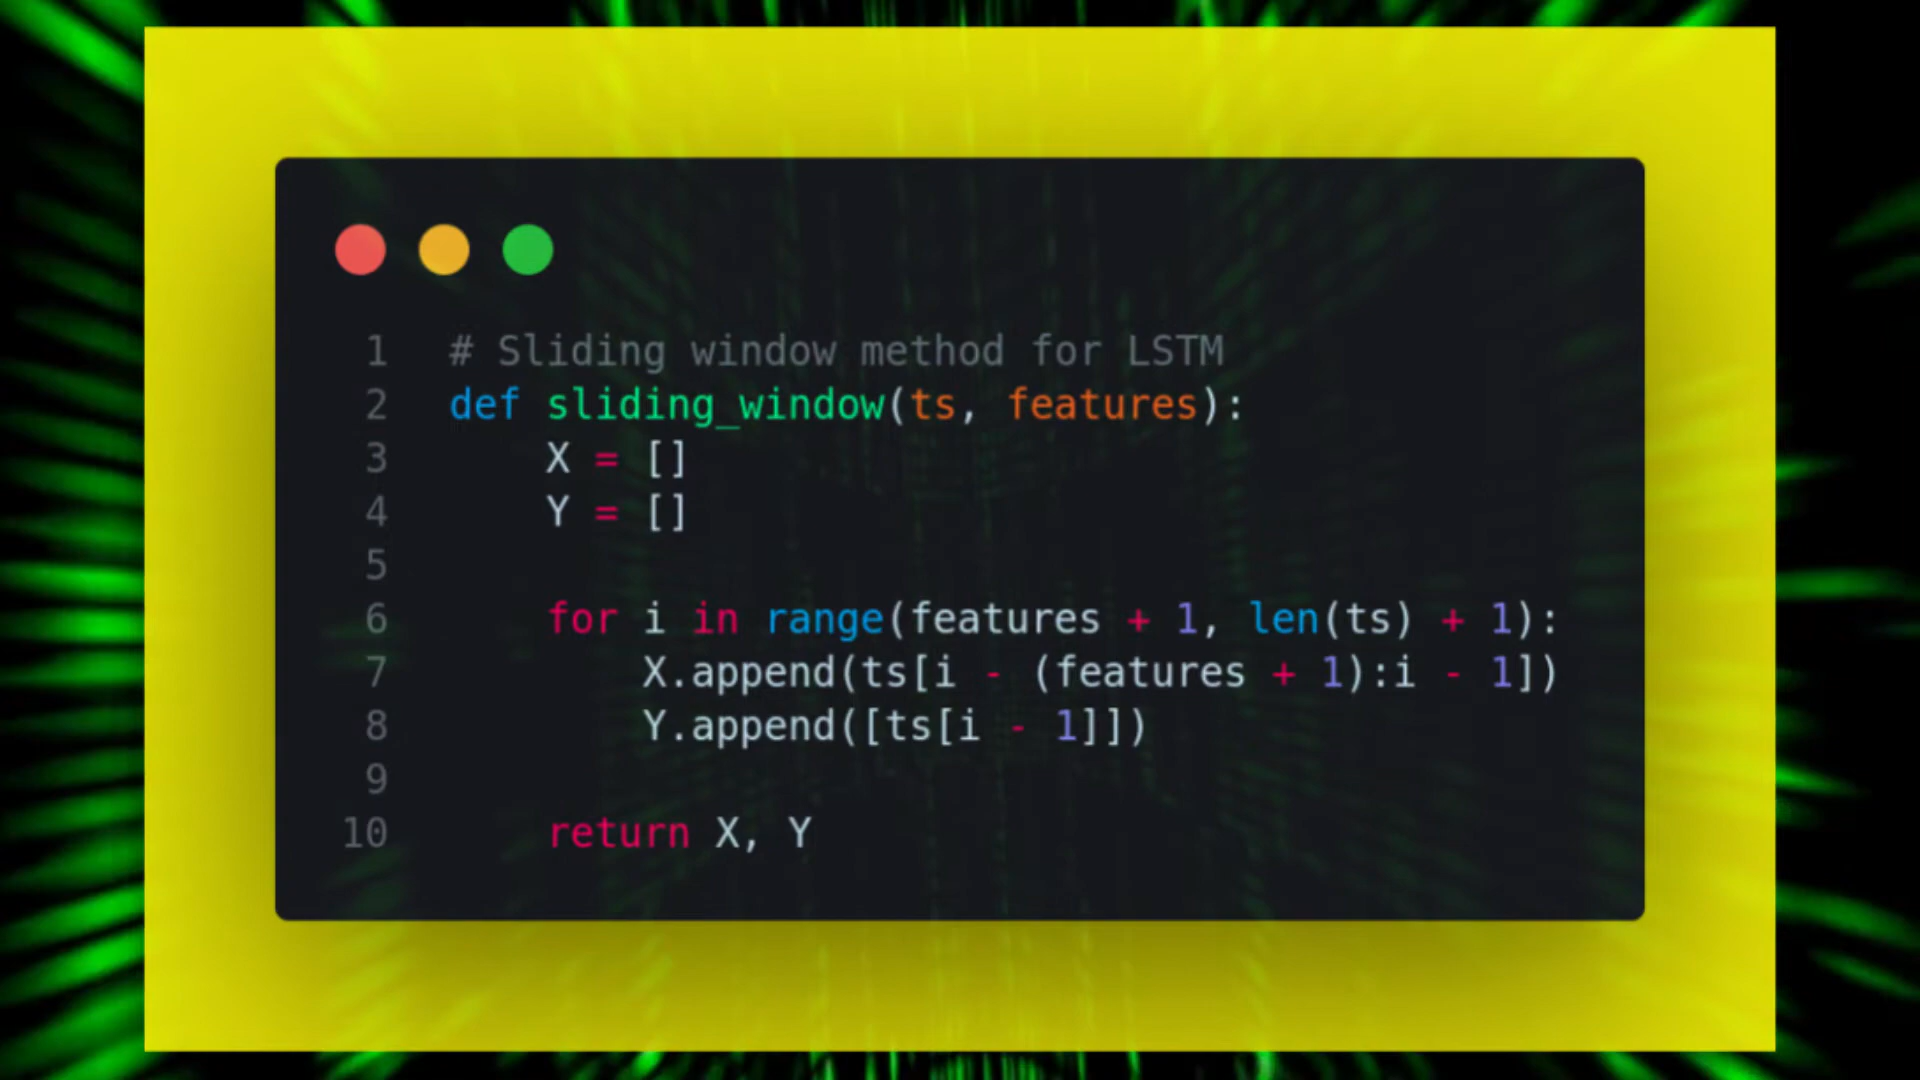 1 # Sliding window method for LSTM
2 def sliding_window(ts, features):
3     X = []
4     Y = []
5
6     for i in range(features + 1, len(ts) + 1):
7         X.append(ts[i - (features + 1):i - 1])
8         Y.append([ts[i - 1]])
9
10     return X, Y